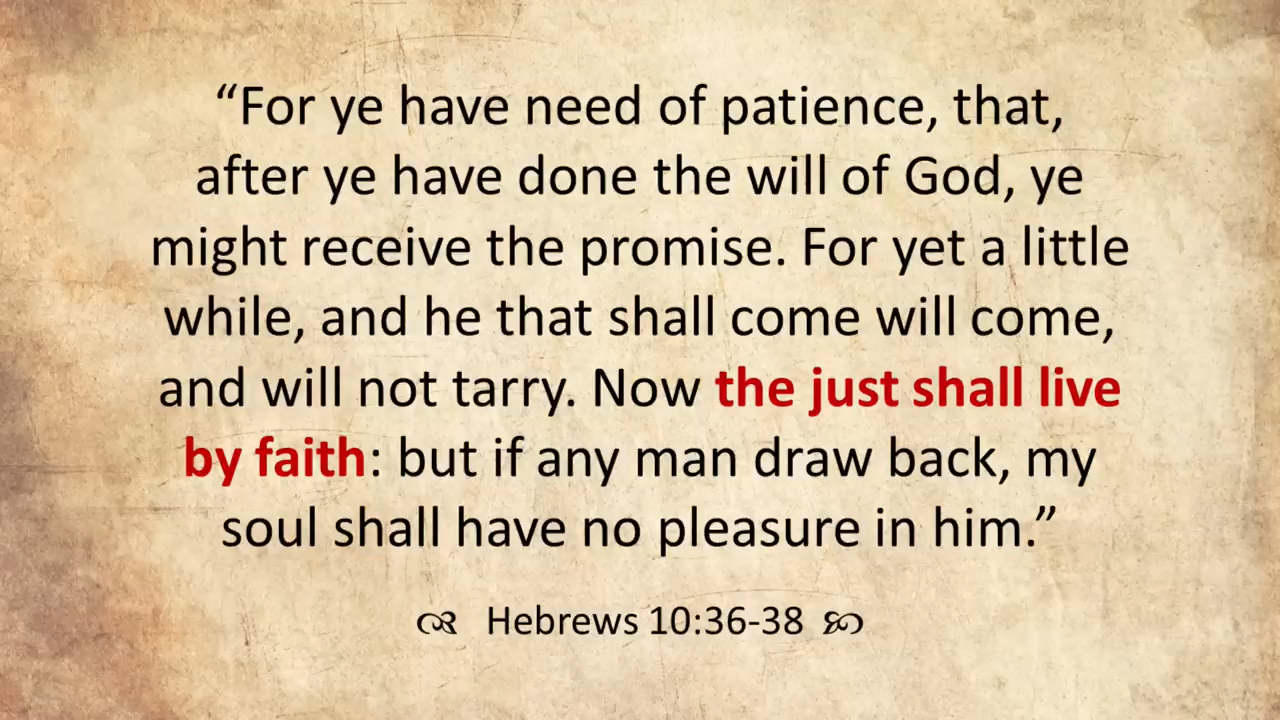 “For ye have need of patience, that,
after ye have done the will of God, ye
might receive the promise. For yet a little
while, and he that shall come will come,
and will not tarry. Now the just shall live
by faith: but if any man draw back, my
soul shall have no pleasure in him.”
Hebrews 10:36-38